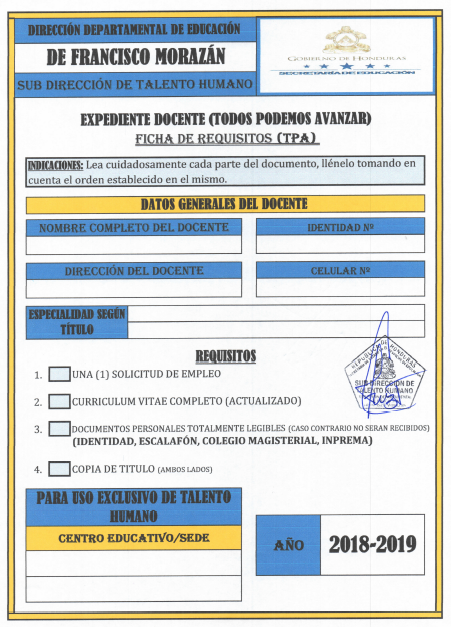 DIRECCIÓN DEPARTAMENTAL DE EDUCACIÓN
DE FRANCISCO MORAZÁN
SUB DIRECCIÓN DE TALENTO HUMANO
GOBIERNO DE HONDURAS
SECRETARÍA DE EDUCACIÓN
EXPEDIENTE DOCENTE (TODOS PODEMOS AVANZAR)
FICHA DE REQUISITOS (TPA)
INDICACIONES: Lea cuidadosamente cada parte del documento, llénelo tomando en
cuenta el orden establecido en el mismo.
DATOS GENERALES DEL DOCENTE
NOMBRE COMPLETO DEL DOCENTE
IDENTIDAD Nº
DIRECCIÓN DEL DOCENTE
CELULAR Nº
ESPECIALIDAD SEGÚN
TÍTULO
REQUISITOS
1. UNA (1) SOLICITUD DE EMPLEO
2. CURRICULUM VITAE COMPLETO (ACTUALIZADO)
3. DOCUMENTOS PERSONALES TOTALMENTE LEGIBLES (CASO CONTRARIO NO SERAN RECIBIDOS)
(IDENTIDAD, ESCALAFÓN, COLEGIO MAGISTERIAL, INPREMA)
4. COPIA DE TITULO (AMBOS LADOS)
REPUBLICA DE HONDURAS
SUB-DIRECCION DE
TALENTO HUMANO
PARA USO EXCLUSIVO DE TALENTO
HUMANO
CENTRO EDUCATIVO/SEDE
AÑO
2018-2019